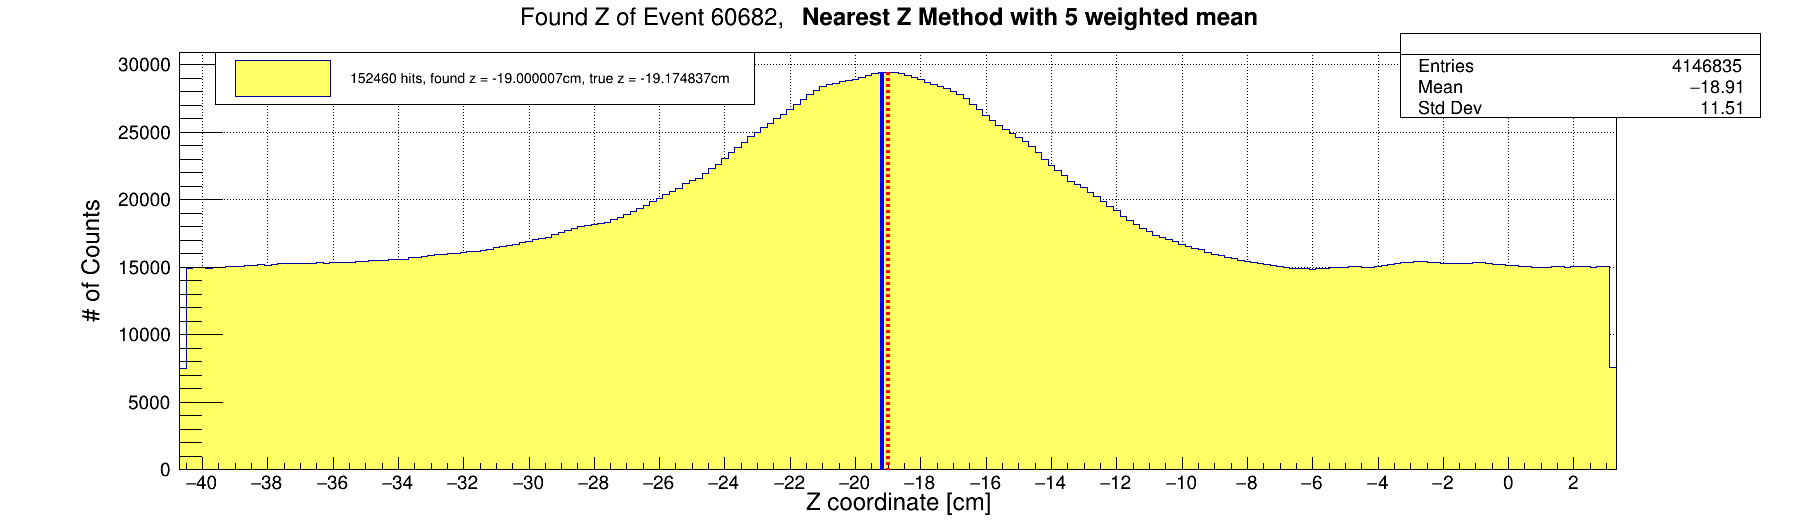 Found Z of Event 60682, Nearest Z Method with 5 weighted mean
152460 hits, found z = -19.000007cm, true z = -19.174837cm
Entries 4146835
Mean −18.91
Std Dev 11.51
# of Counts
30000
25000
20000
15000
10000
5000
0
−40 −38 −36 −34 −32 −30 −28 −26 −24 −22 −20 −18 −16 −14 −12 −10 −8 −6 −4 −2 0 2
Z coordinate [cm]